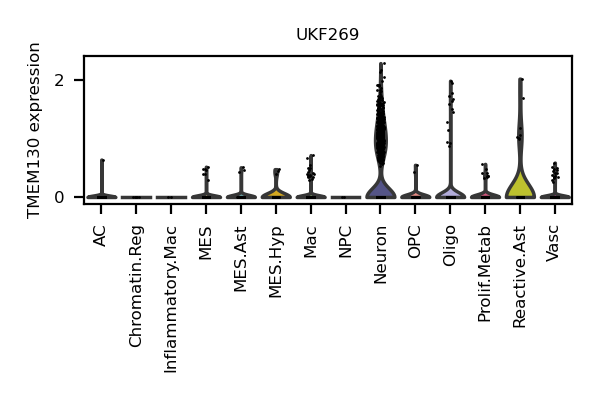 UKF269
TMEM130 expression
2
0
AC
Chromatin.Reg
Inflammatory.Mac
MES
MES.Ast
MES.Hyp
Mac
NPC
Neuron
OPC
Oligo
Prolif.Metab
Reactive.Ast
Vasc